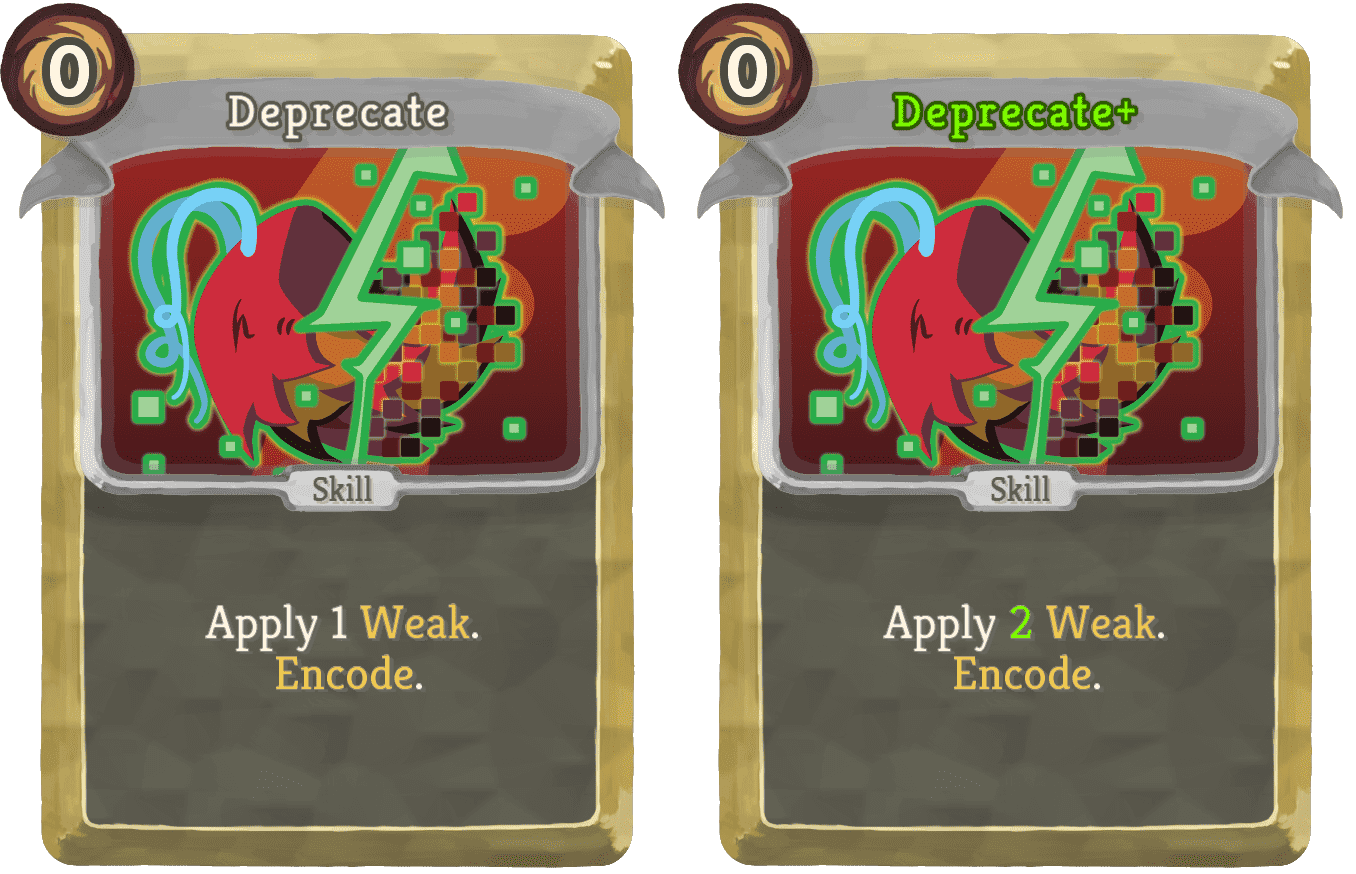 0
Deprecate
Skill
Apply 1 Weak.
Encode.
0
Deprecate+
Skill
Apply 2 Weak.
Encode.